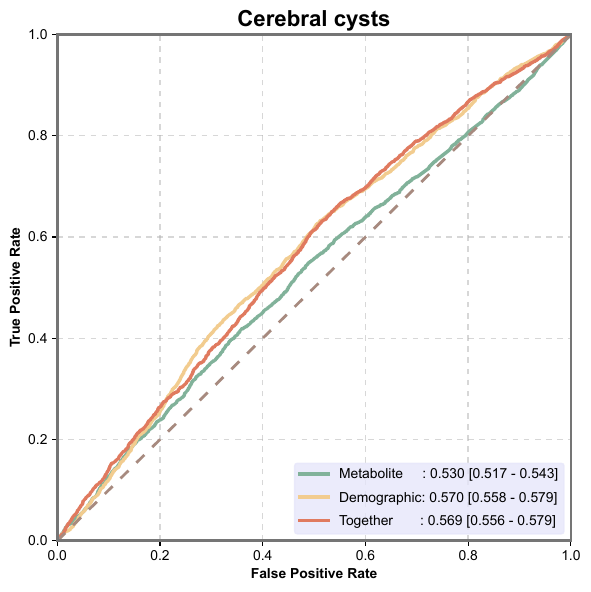 Cerebral cysts
True Positive Rate
1.0
0.8
0.6
0.4
0.2
0.0
Metabolite : 0.530 [0.517 - 0.543]
Demographic: 0.570 [0.558 - 0.579]
Together : 0.569 [0.556 - 0.579]
0.0 0.2 0.4 0.6 0.8 1.0
False Positive Rate